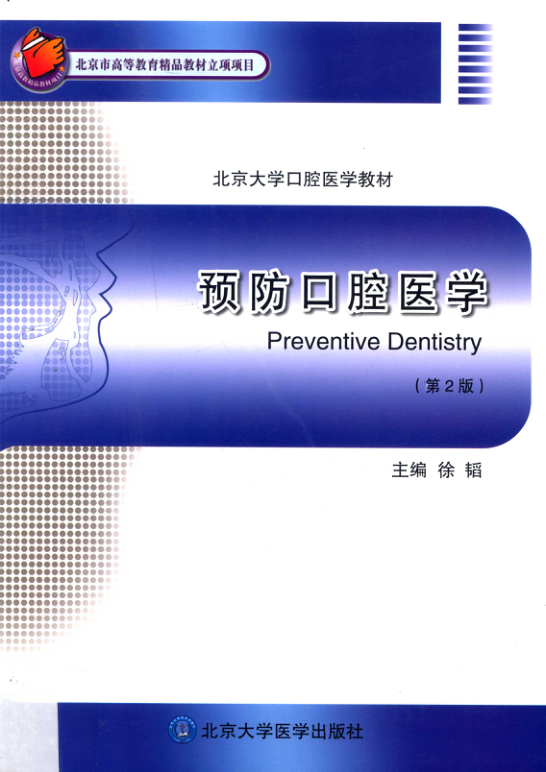 北京市高等教育精品教材立项项目
北京大学口腔医学教材
预防口腔医学
Preventive Dentistry
（第2版）
主编 徐 韬
北京大学医学出版社